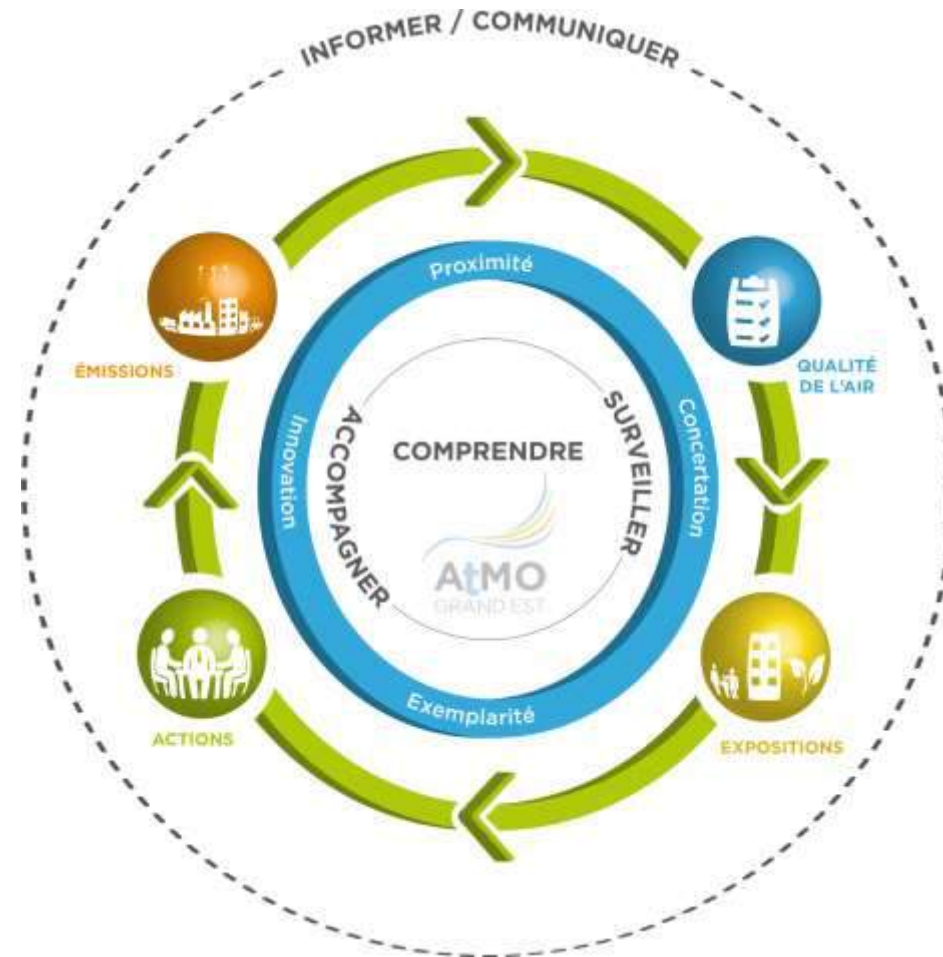 INFORMER / COMMUNIQUER
Proximité
ÉMISSIONS
QUALITÉ
DE L'AIR
Innovation
ACCOMPAGNER
COMPRENDRE
SURVEILLER
Concertation
AtMO
GRAND EST
Exemplarité
ACTIONS
EXPOSITIONS